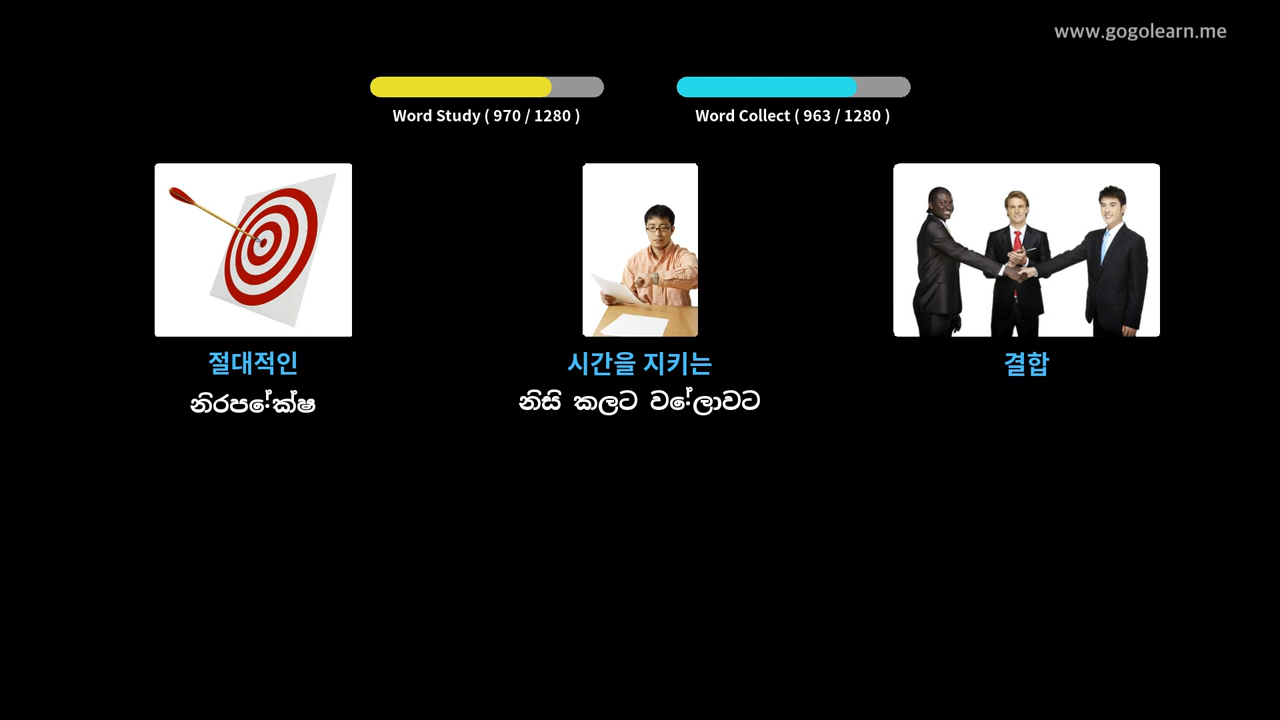 www.gogolearn.me
Word Study ( 970 / 1280 )
Word Collect ( 963 / 1280 )
절대적인
시간을 지키는
결합
නිරපේක්ෂ
නිසි කලට වේලාවට